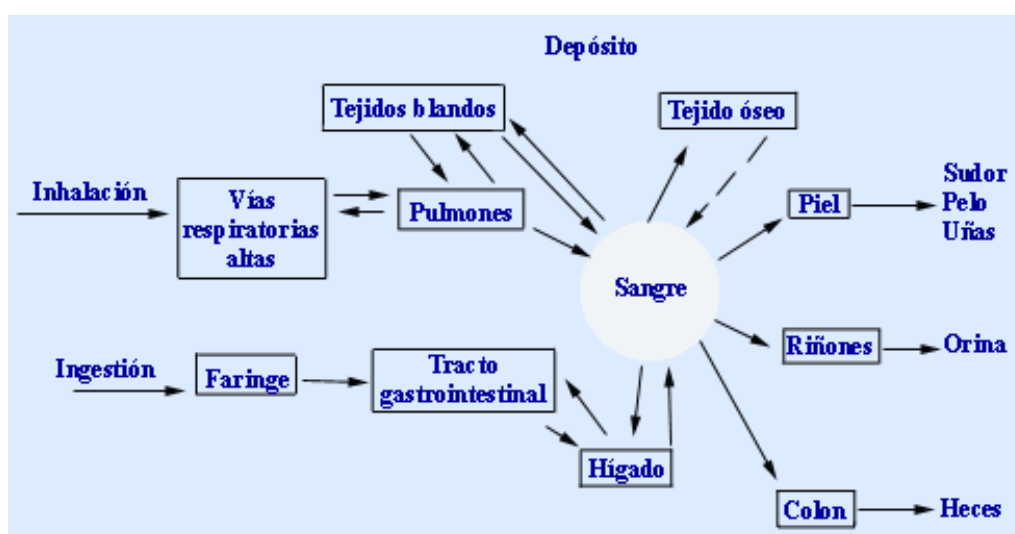 Depósito
Tejidos blandos
Tejido óseo
Inhalación
Vías
respiratorias
altas
Pulmones
Piel
Sudor
Pelo
Uñas
Sangre
Riñones
Orina
Ingestión
Faringe
Tracto
gastrointestinal
Hígado
Colon
Heces